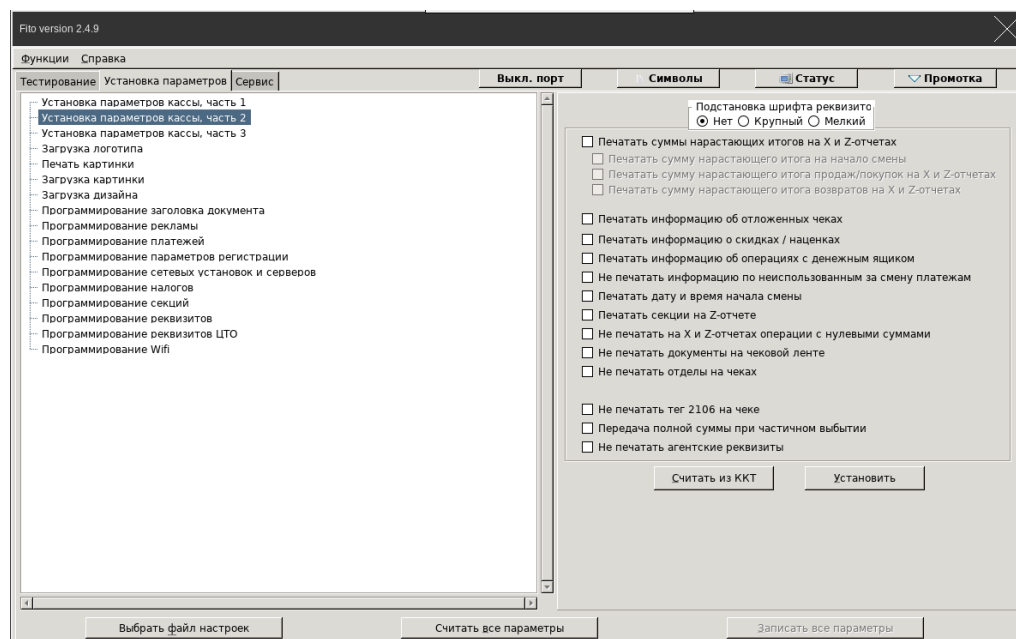 Fito version 2.4.9
Функции Справка
Тестирование Установка параметров Сервис
Выкл. порт Символы Статус Промотка
Установка параметров кассы, часть 1
Установка параметров кассы, часть 2
Установка параметров кассы, часть 3
Загрузка логотипа
Печать картинки
Загрузка картинки
Загрузка дизайна
Программирование заголовка документа
Программирование рекламы
Программирование платежей
Программирование параметров регистрации
Программирование сетевых установок и серверов
Программирование налогов
Программирование секций
Программирование реквизитов
Программирование реквизитов ЦТО
Программирование Wifi
Подстановка шрифта реквизито
Нет Крупный Мелкий
Печатать суммы нарастающих итогов на X и Z-отчетах
Печатать сумму нарастающего итога на начало смены
Печатать сумму нарастающего итога продаж/покупок на X и Z-отчетах
Печатать сумму нарастающего итога возвратов на X и Z-отчетах
Печатать информацию об отложенных чеках
Печатать информацию о скидках / наценках
Печатать информацию об операциях с денежным ящиком
Не печатать информацию по неиспользованным за смену платежам
Печатать дату и время начала смены
Печатать секции на Z-отчете
Не печатать на X и Z-отчетах операции с нулевыми суммами
Не печатать документы на чековой ленте
Не печатать отделы на чеках
Не печатать тег 2106 на чеке
Передача полной суммы при частичном выбытии
Не печатать агентские реквизиты
Считать из ККТ Установить
Выбрать файл настроек Считать все параметры Записать все параметры